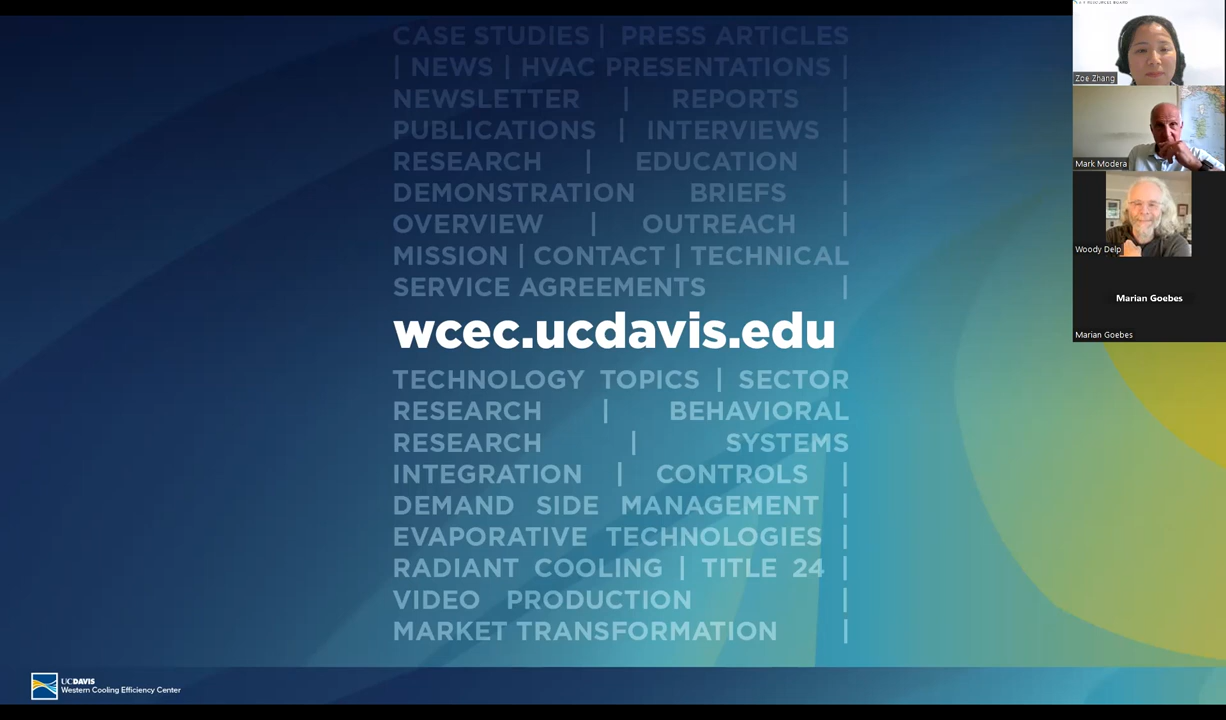 CASE STUDIES | PRESS ARTICLES
| NEWS | HVAC PRESENTATIONS |
NEWSLETTER | REPORTS |
PUBLICATIONS | INTERVIEWS |
RESEARCH | EDUCATION |
DEMONSTRATION BRIEFS |
OVERVIEW | OUTREACH |
MISSION | CONTACT | TECHNICAL
SERVICE AGREEMENTS |
wcec.ucdavis.edu
TECHNOLOGY TOPICS | SECTOR
RESEARCH | BEHAVIORAL
RESEARCH | SYSTEMS
INTEGRATION | CONTROLS |
DEMAND SIDE MANAGEMENT |
EVAPORATIVE TECHNOLOGIES |
RADIANT COOLING | TITLE 24 |
VIDEO PRODUCTION |
MARKET TRANSFORMATION |
UCDAVIS
Western Cooling Efficiency Center
Zoe Zhang
Mark Modera
Woody Delp
Marian Goebes
Marian Goebes